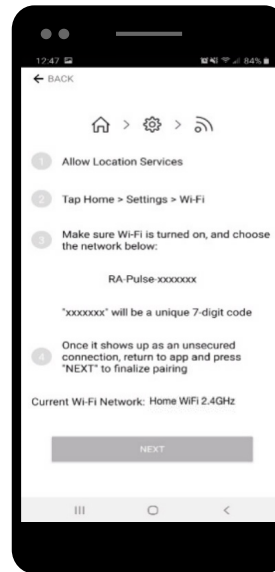 12:47 84%
BACK
1 Allow Location Services
2 Tap Home > Settings > Wi-Fi
3 Make sure Wi-Fi is turned on, and choose
the network below:
RA-Pulse-xxxxxxx
"xxxxxxx" will be a unique 7-digit code
4 Once it shows up as an unsecured
connection, return to app and press
"NEXT" to finalize pairing
Current Wi-Fi Network: Home WiFi 2.4GHz
NEXT